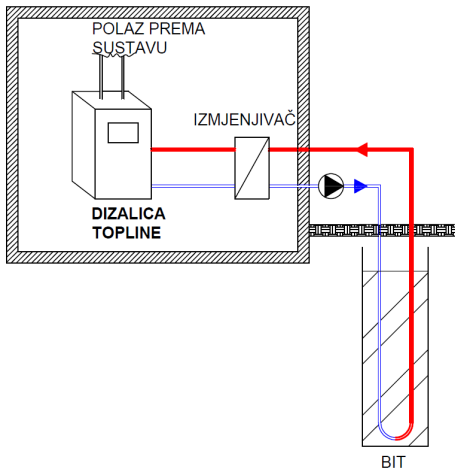 POLAZ PREMA
SUSTAVU
IZMJENJIVAČ
DIZALICA
TOPLINE
BIT